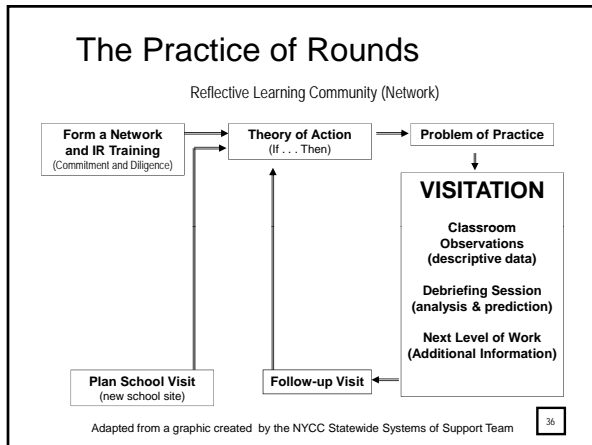 The Practice of Rounds
Reflective Learning Community (Network)
Form a Network
and IR Training
(Commitment and Diligence)
Theory of Action
(If . . . Then)
Problem of Practice
VISITATION
Classroom
Observations
(descriptive data)
Debriefing Session
(analysis & prediction)
Next Level of Work
(Additional Information)
Plan School Visit
(new school site)
Follow-up Visit
Adapted from a graphic created by the NYCC Statewide Systems of Support Team
36